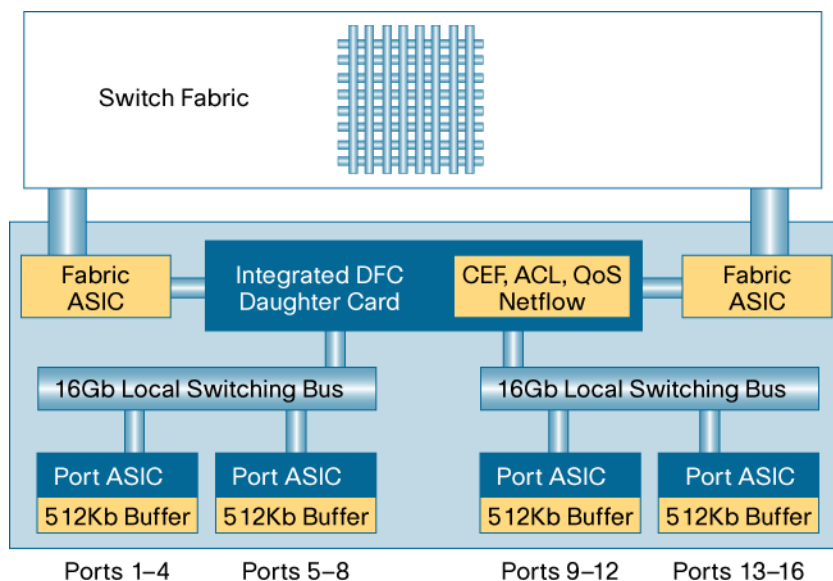 Switch Fabric
Fabric
ASIC
Integrated DFC
Daughter Card
CEF, ACL, QoS
Netflow
Fabric
ASIC
16Gb Local Switching Bus
16Gb Local Switching Bus
Port ASIC
512Kb Buffer
Port ASIC
512Kb Buffer
Port ASIC
512Kb Buffer
Port ASIC
512Kb Buffer
Ports 1–4
Ports 5–8
Ports 9–12
Ports 13–16